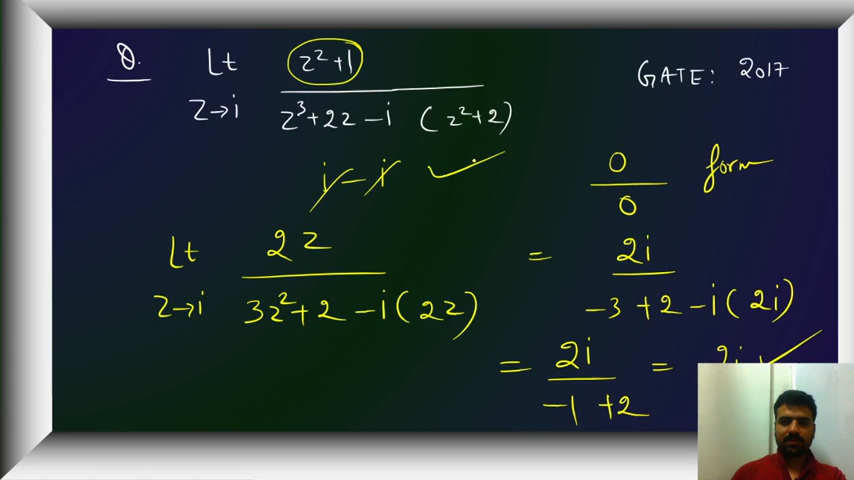 Q. Lt z²+1 GATE: 2017
z→i z³+2z-i (z²+2)
i-i 0 form
0
Lt 2z = 2i
z→i 3z²+2-i(2z) -3+2-i(2i)
= 2i = 2i
-1+2